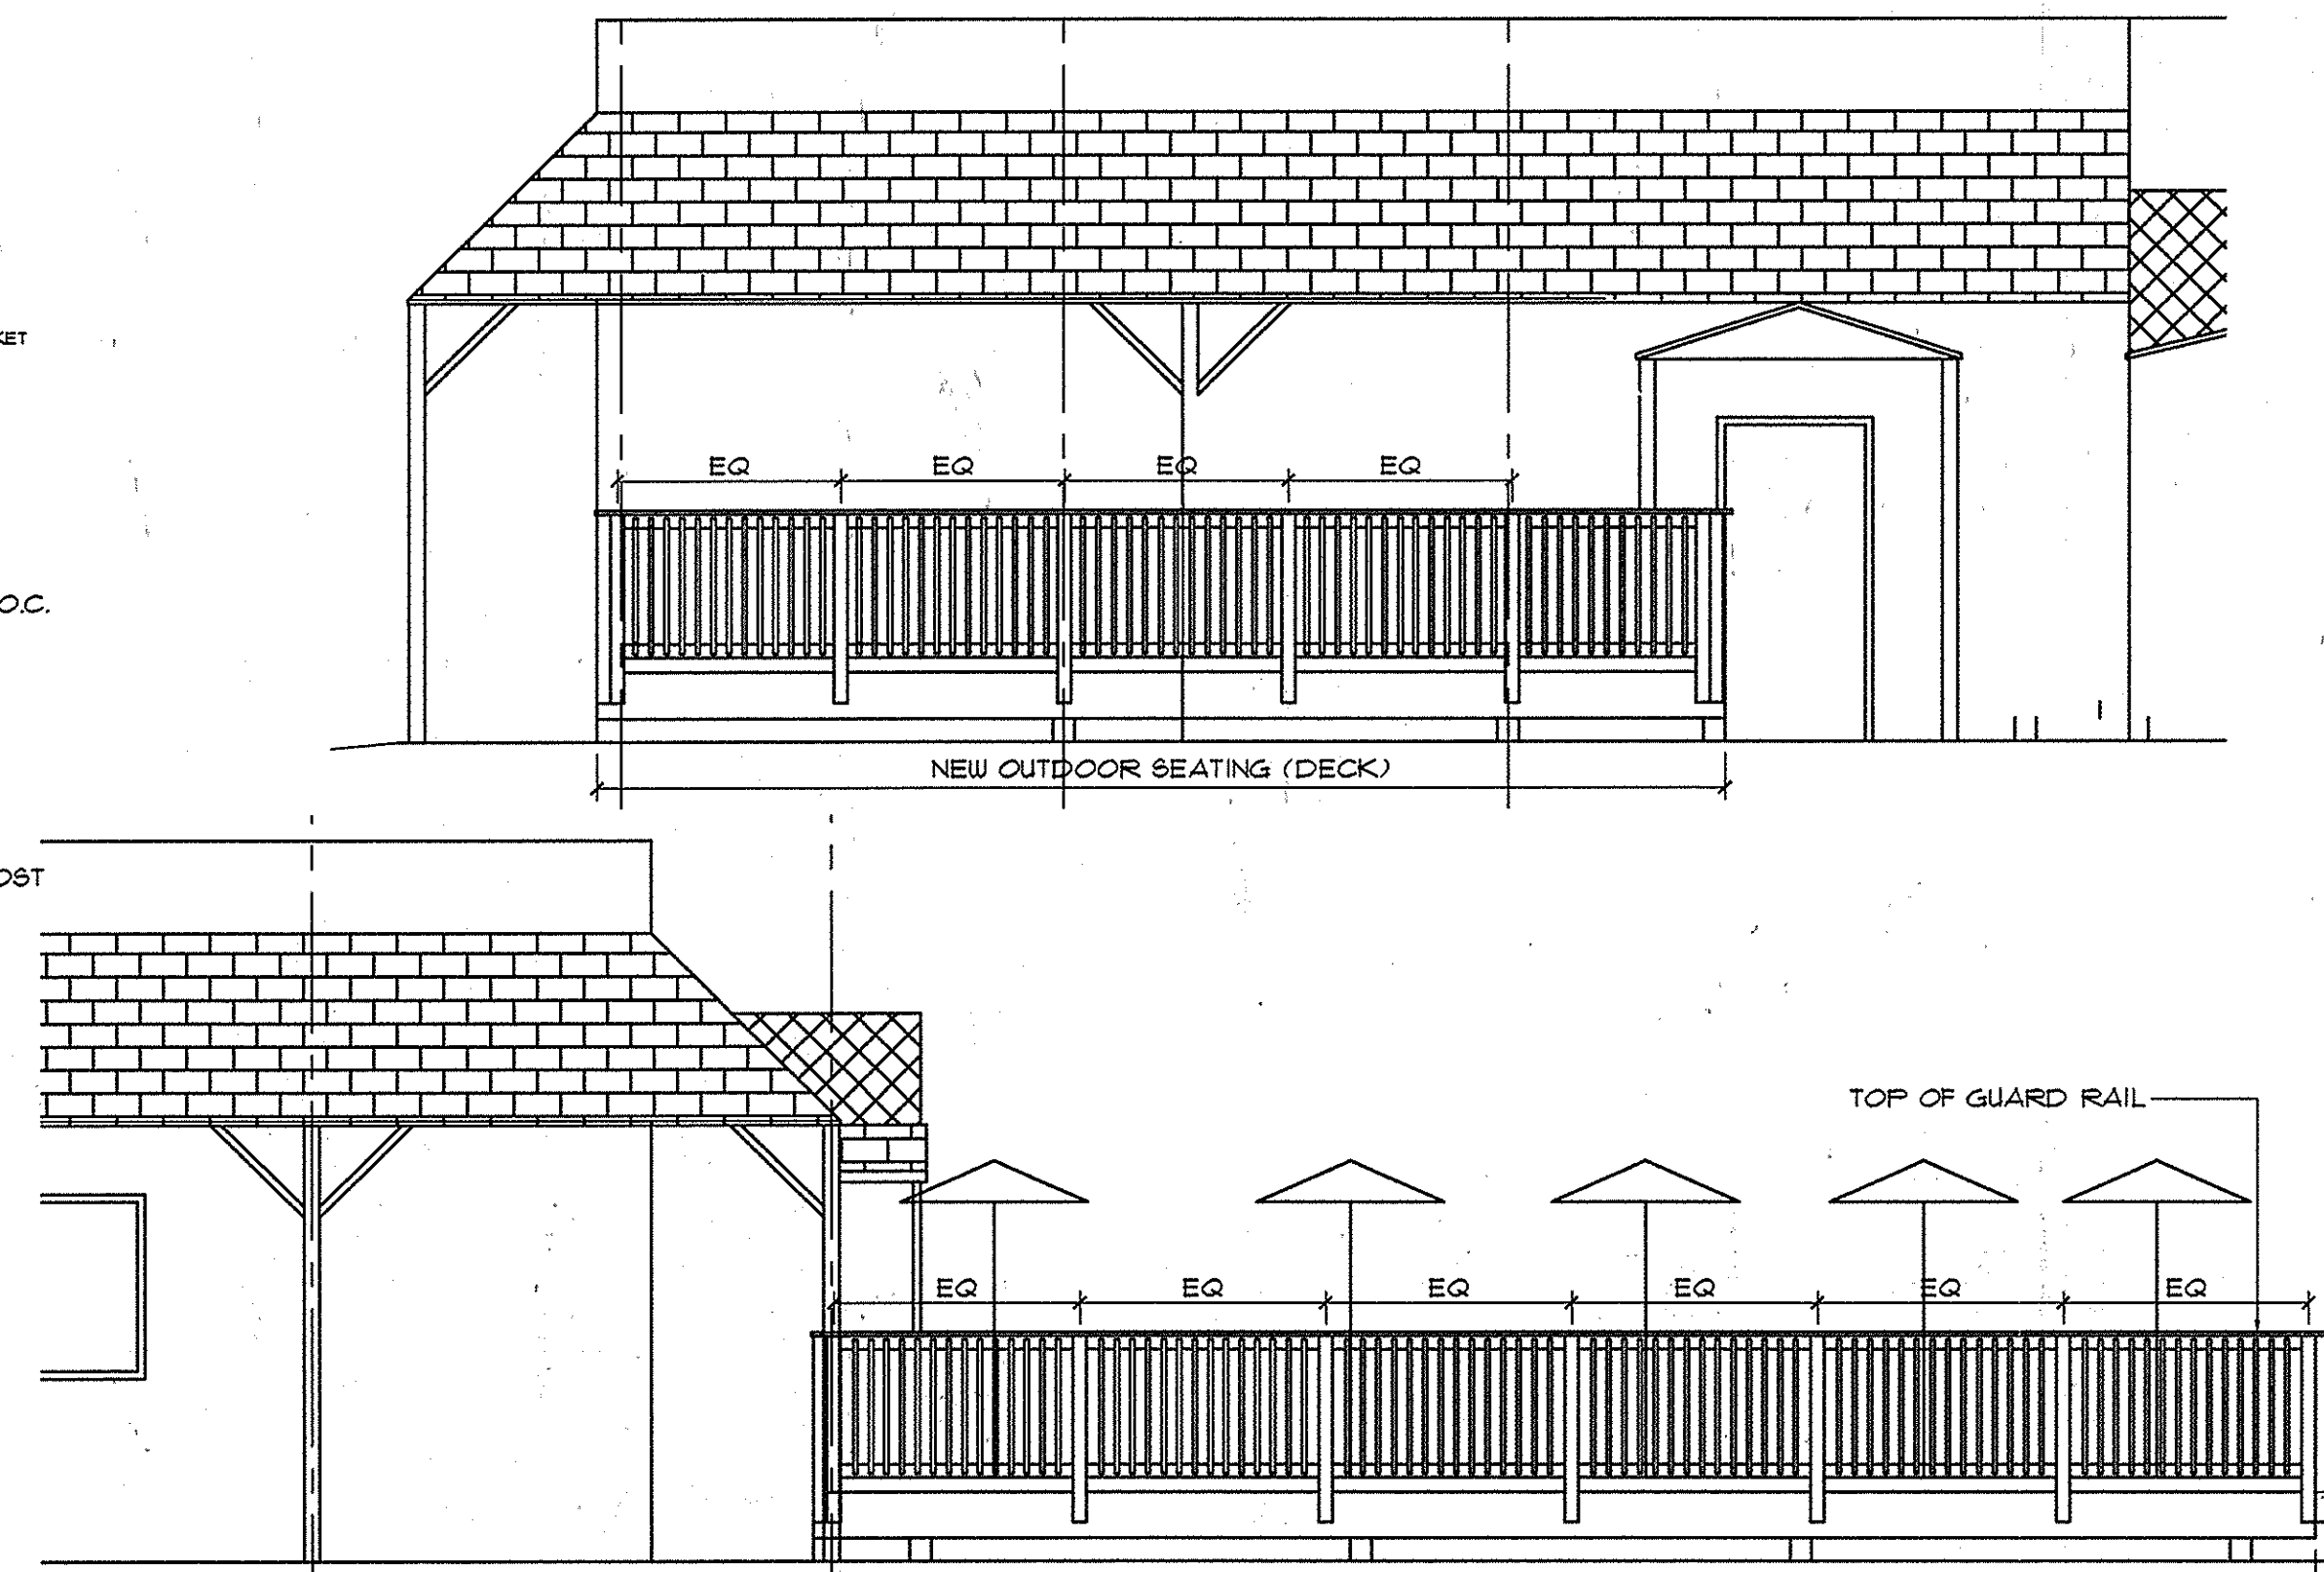 KET
O.C.
OST
EQ EQ EQ EQ
NEW OUTDOOR SEATING (DECK)
TOP OF GUARD RAIL
EQ EQ EQ EQ EQ EQ